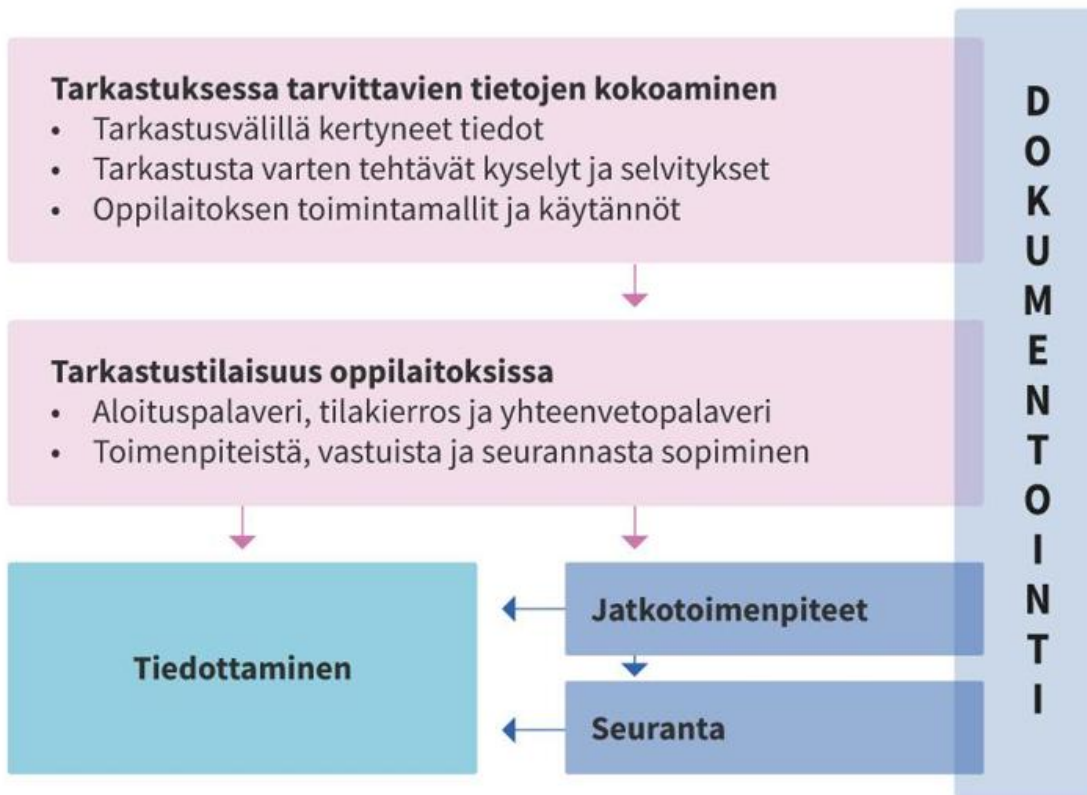 Tarkastuksessa tarvittavien tietojen kokoaminen
• Tarkastusvälillä kertyneet tiedot
• Tarkastusta varten tehtävät kyselyt ja selvitykset
• Oppilaitoksen toimintamallit ja käytännöt
Tarkastustilaisuus oppilaitoksissa
• Aloituspalaveri, tilakierros ja yhteenvetopalaveri
• Toimenpiteistä, vastuista ja seurannasta sopiminen
Tiedottaminen
Jatkotoimenpiteet
Seuranta
DOKUMENTOINTI